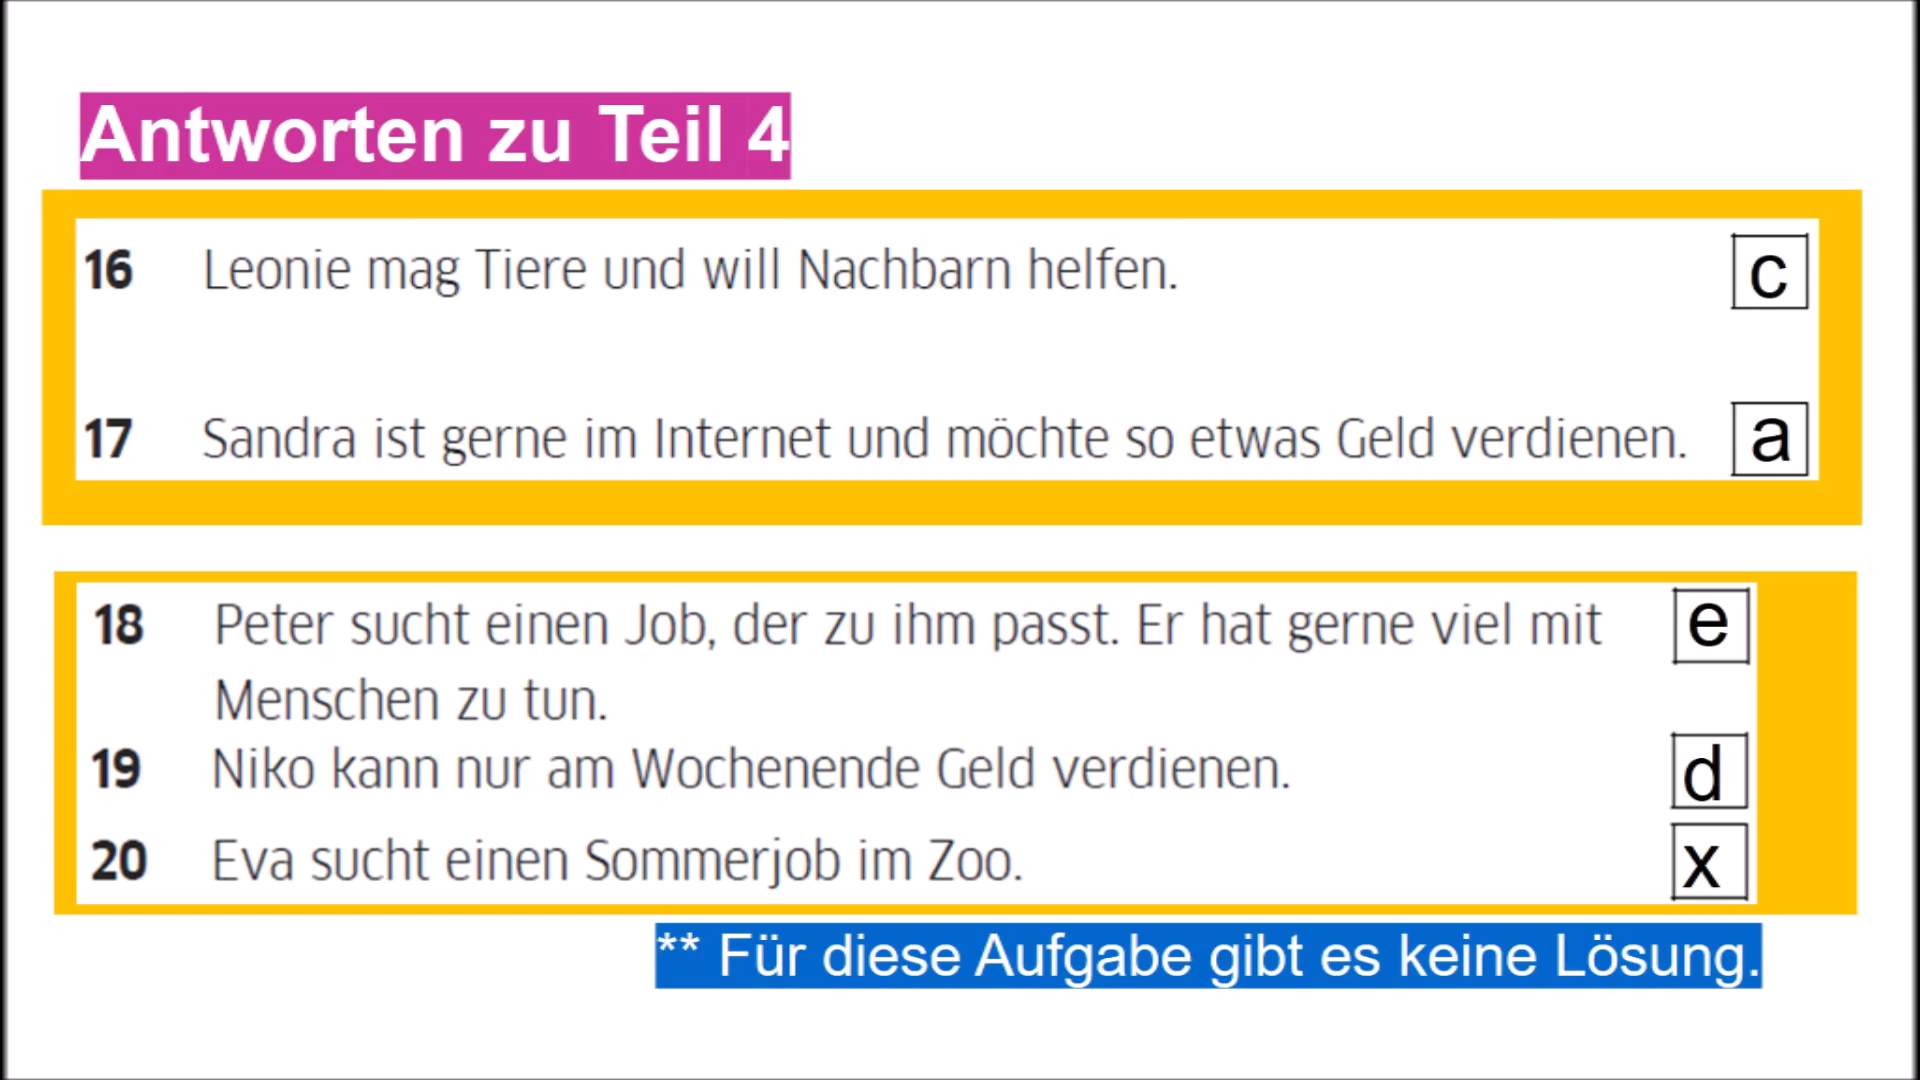 Antworten zu Teil 4
16 Leonie mag Tiere und will Nachbarn helfen. c
17 Sandra ist gerne im Internet und möchte so etwas Geld verdienen. a
18 Peter sucht einen Job, der zu ihm passt. Er hat gerne viel mit e
Menschen zu tun.
19 Niko kann nur am Wochenende Geld verdienen. d
20 Eva sucht einen Sommerjob im Zoo. x
** Für diese Aufgabe gibt es keine Lösung.